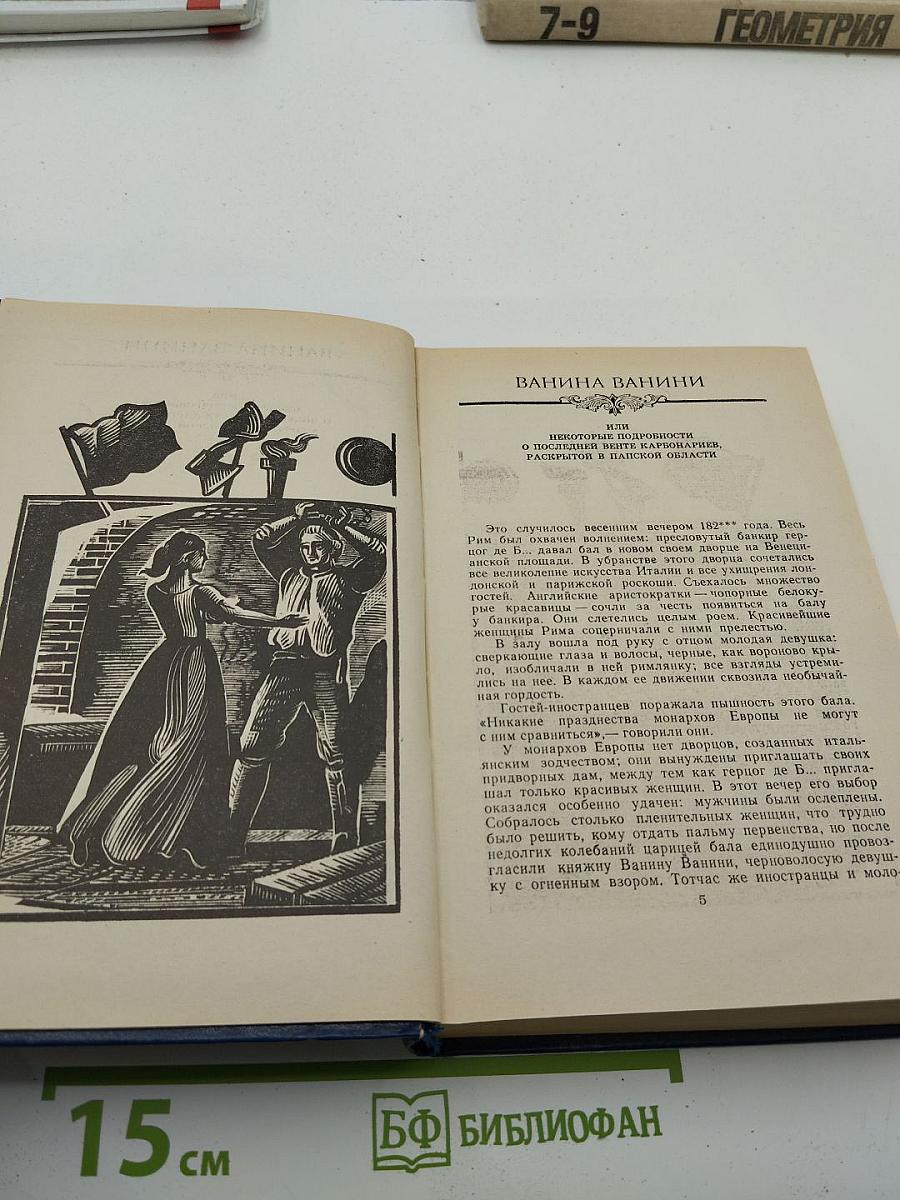 7-9
ГЕОМЕТРИЯ
ВАНИНА ВАНИНИ
ИЛИ
НЕКОТОРЫЕ ПОДРОБНОСТИ
О ПОСЛЕДНЕЙ ВЕНТЕ КАРБОНАРИЕВ,
РАСКРЫТОЙ В ПАПСКОЙ ОБЛАСТИ
Это случилось весенним вечером 182*** года. Весь
Рим был охвачен волнением: пресловутый банкир гер-
цог де Б... давал бал в новом своем дворце на Венеци-
анской площади. В убранстве этого дворца сочетались
все великолепие искусства Италии и все ухищрения лон-
донской и парижской роскоши. Съехалось множество
гостей. Английские аристократки — чопорные белоку-
рые красавицы — сочли за честь появиться на балу
у банкира. Они слетелись целым роем. Красивейшие
женщины Рима соперничали с ними прелестью.
В залу вошла под руку с отцом молодая девушка:
сверкающие глаза и волосы, черные, как вороново кры-
ло, изобличали в ней римлянку; все взгляды устреми-
лись на нее. В каждом ее движении сквозила необычай-
ная гордость.
Гостей-иностранцев поражала пышность этого бала.
«Никакие празднества монархов Европы не могут
с ним сравниться»,— говорили они.
У монархов Европы нет дворцов, созданных италь-
янским зодчеством; они вынуждены приглашать своих
придворных дам, между тем как герцог де Б... пригла-
шал только красивых женщин. В этот вечер его выбор
оказался особенно удачен: мужчины были ослеплены.
Собралось столько пленительных женщин, что трудно
было решить, кому отдать пальму первенства, но после
недолгих колебаний царицей бала единодушно провоз-
гласили княжну Ванину Ванини, черноволосую девуш-
ку с огненным взором. Тотчас же иностранцы и моло-
5
15 см
БФ БИБЛИОФАН